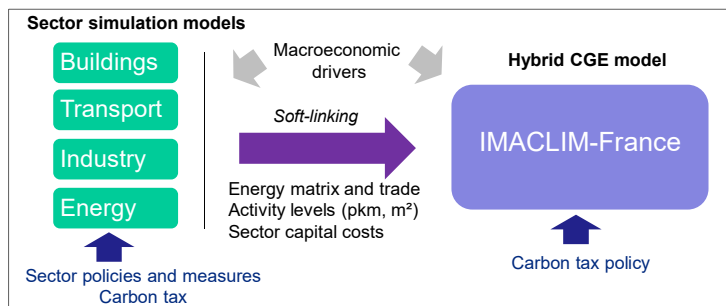 Sector simulation models
Buildings
Transport
Industry
Energy
Sector policies and measures
Carbon tax
Macroeconomic
drivers
Soft-linking
Energy matrix and trade
Activity levels (pkm, m²)
Sector capital costs
Hybrid CGE model
IMACLIM-France
Carbon tax policy